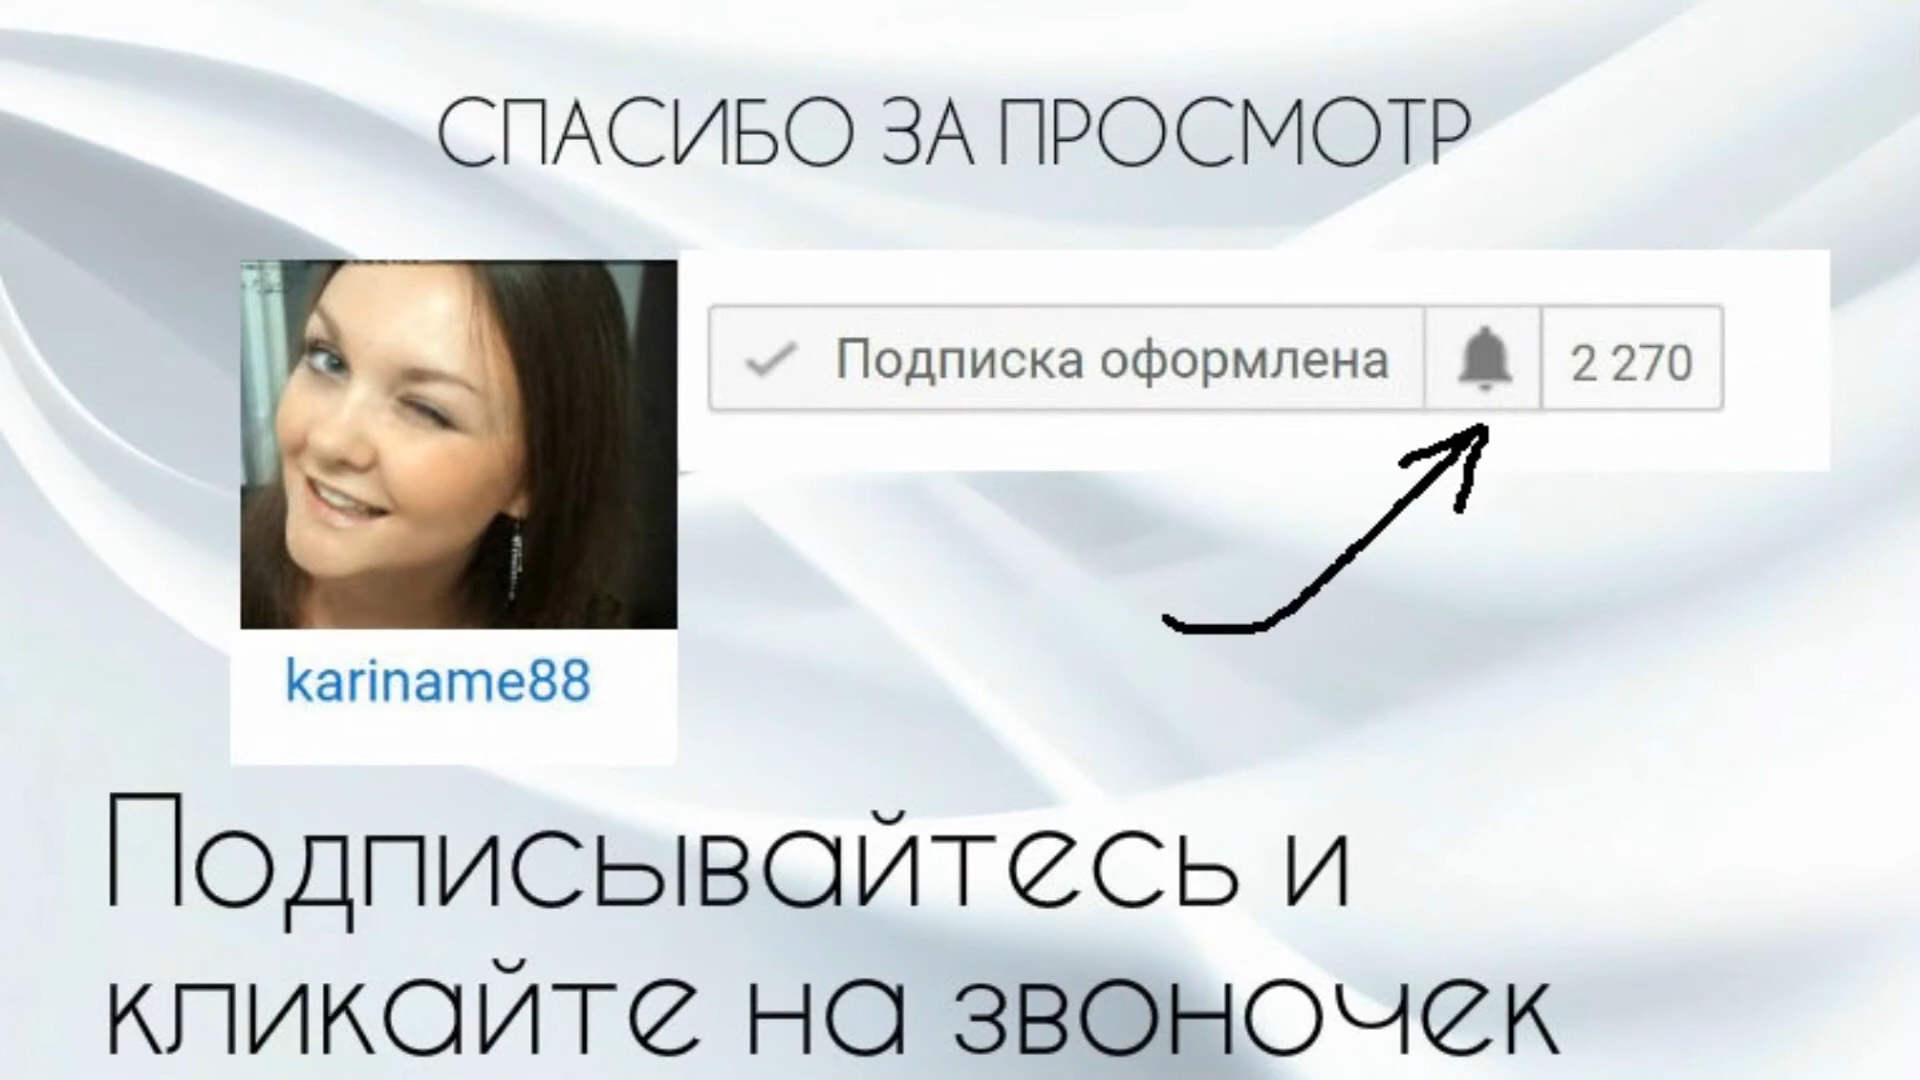 СПАСИБО ЗА ПРОСМОТР
Подписка оформлена 2 270
kariname88
Подписывайтесь и
кликайте на звоночек